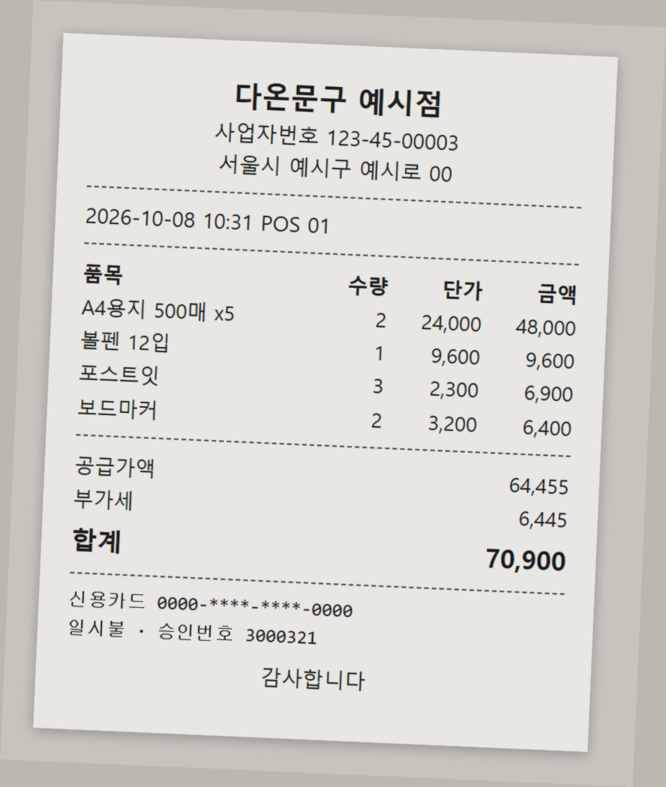 다온문구 예시점
사업자번호 123-45-00003
서울시 예시구 예시로 00
2026-10-08 10:31 POS 01
품목 수량 단가 금액
A4용지 500매 x5 2 24,000 48,000
볼펜 12입 1 9,600 9,600
포스트잇 3 2,300 6,900
보드마커 2 3,200 6,400
공급가액 64,455
부가세 6,445
합계 70,900
신용카드 0000-****-****-0000
일시불 · 승인번호 3000321
감사합니다